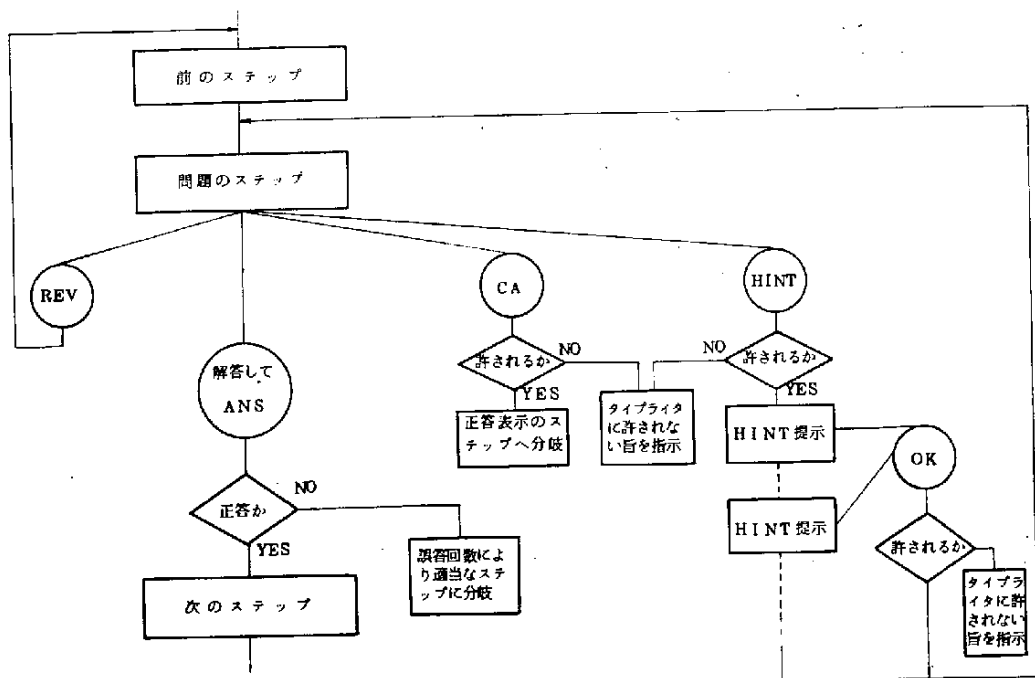 前のステップ
問題のステップ
REV
CA
HINT
解答して
ANS
許されるか
NO
YES
NO
許されるか
YES
正答表示のス
テップへ分岐
タイプライタ
に許されな
い旨を指示
HINT提示
OK
HINT提示
正答か
NO
YES
誤答回数によ
り適当なステ
ップに分岐
許されるか
タイプラ
イタに許
されない
旨を指示
次のステップ